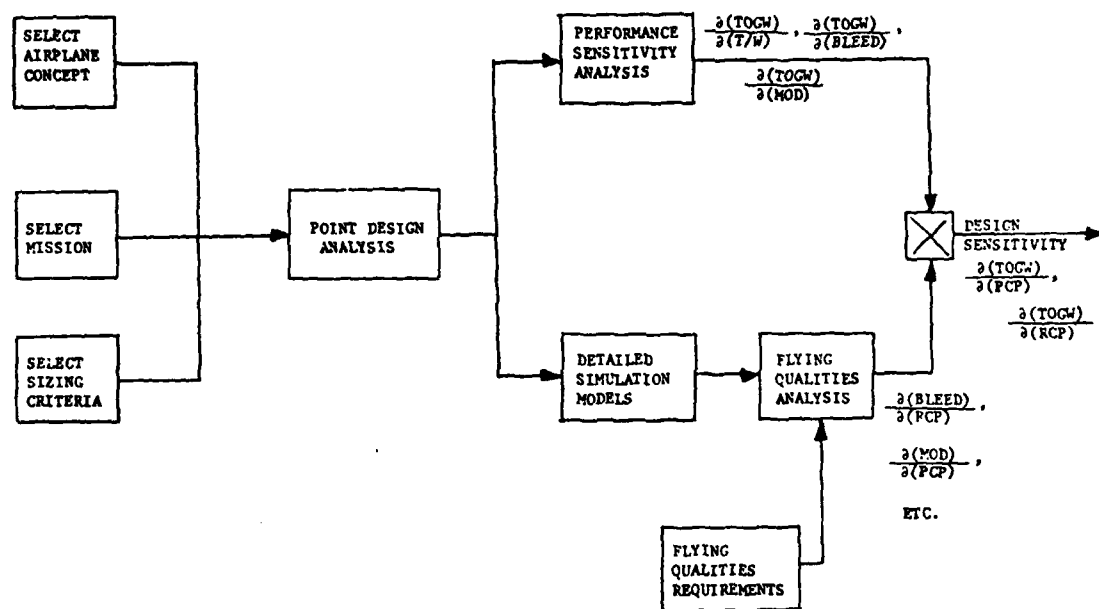 SELECT
AIRPLANE
CONCEPT
SELECT
MISSION
SELECT
SIZING
CRITERIA
POINT DESIGN
ANALYSIS
PERFORMANCE
SENSITIVITY
ANALYSIS
∂(TOGW)/∂(T/W), ∂(TOGW)/∂(BLEED),
∂(TOGW)/∂(MOD)
DETAILED
SIMULATION
MODELS
FLYING
QUALITIES
ANALYSIS
FLYING
QUALITIES
REQUIREMENTS
∂(BLEED)/∂(RCP),
∂(MOD)/∂(PCP),
ETC.
DESIGN
SENSITIVITY
∂(TOGW)/∂(PCP),
∂(TOGW)/∂(RCP)